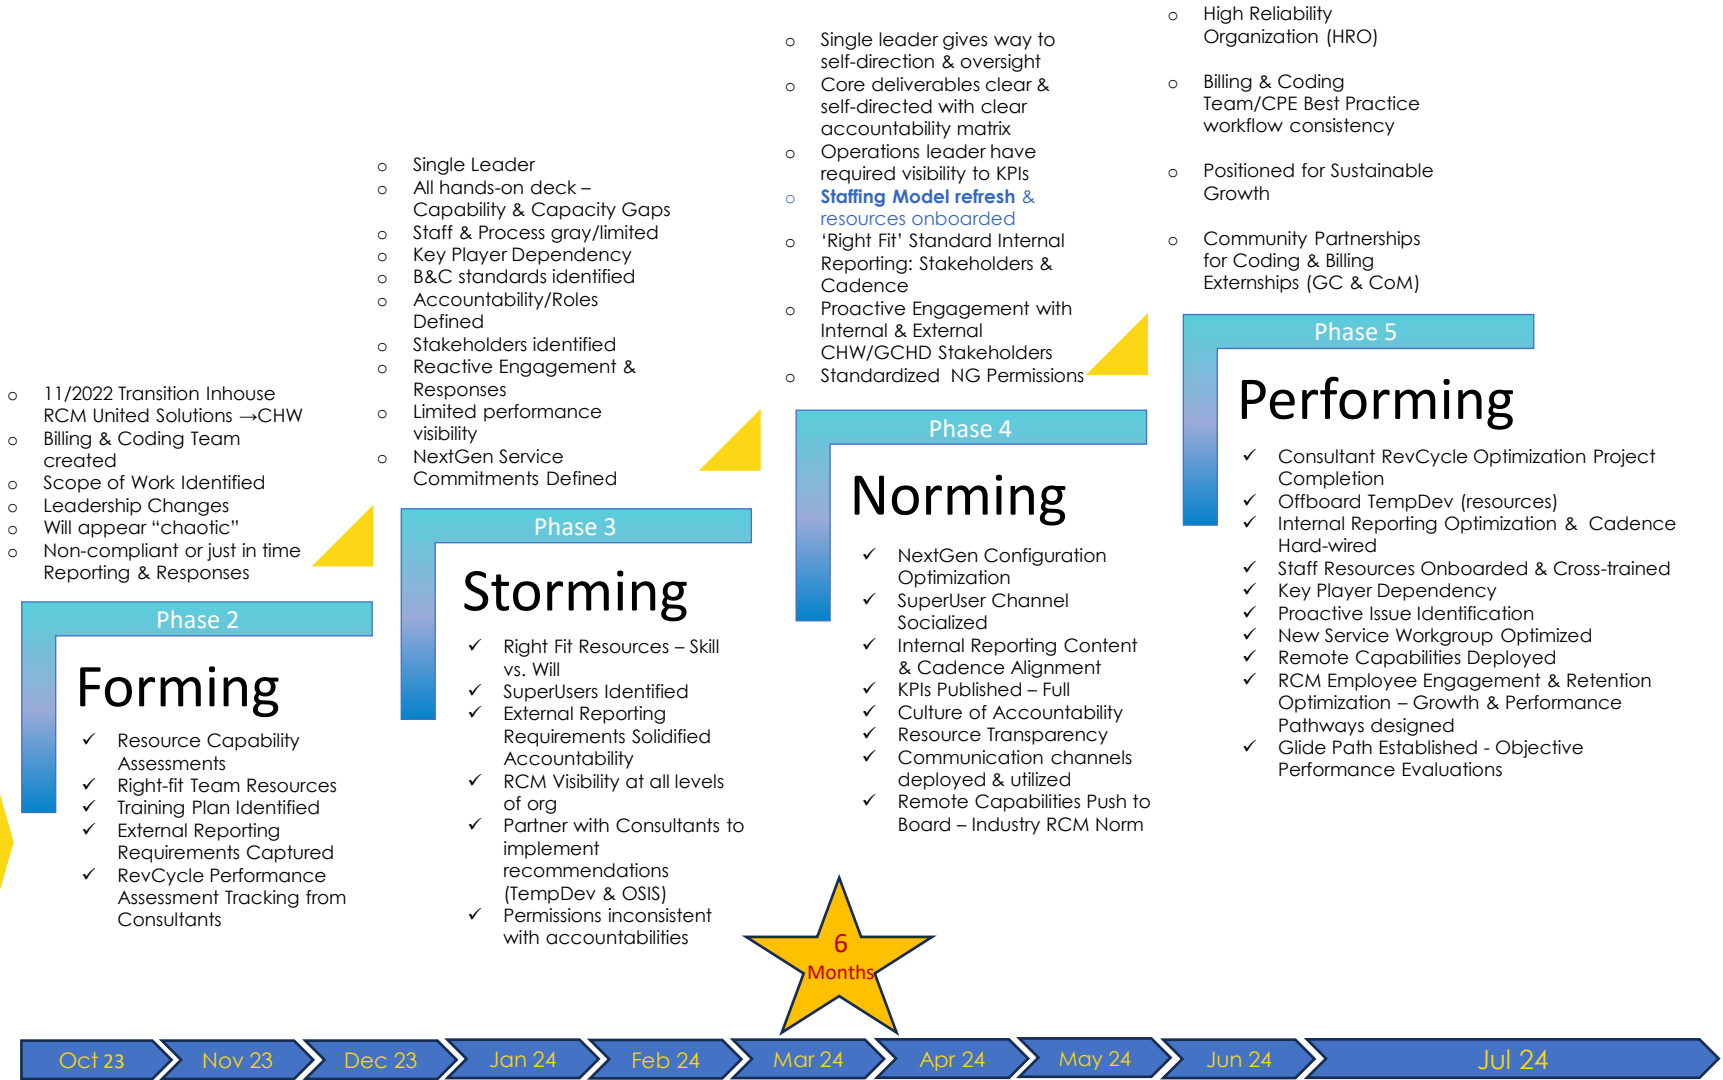 11/2022 Transition Inhouse
RCM United Solutions →CHW
Billing & Coding Team
created
Scope of Work Identified
Leadership Changes
Will appear “chaotic”
Non-compliant or just in time
Reporting & Responses
Phase 2
Forming
Resource Capability
Assessments
Right-fit Team Resources
Training Plan Identified
External Reporting
Requirements Captured
RevCycle Performance
Assessment Tracking from
Consultants
Single Leader
All hands-on deck –
Capability & Capacity Gaps
Staff & Process gray/limited
Key Player Dependency
B&C standards identified
Accountability/Roles
Defined
Stakeholders identified
Reactive Engagement &
Responses
Limited performance
visibility
NextGen Service
Commitments Defined
Phase 3
Storming
Right Fit Resources – Skill
vs. Will
SuperUsers Identified
External Reporting
Requirements Solidified
Accountability
RCM Visibility at all levels
of org
Partner with Consultants to
implement
recommendations
(TempDev & OSIS)
Permissions inconsistent
with accountabilities
Single leader gives way to
self-direction & oversight
Core deliverables clear &
self-directed with clear
accountability matrix
Operations leader have
required visibility to KPIs
Staffing Model refresh &
resources onboarded
‘Right Fit’ Standard Internal
Reporting: Stakeholders &
Cadence
Proactive Engagement with
Internal & External
CHW/GCHD Stakeholders
Standardized NG Permissions
Phase 4
Norming
NextGen Configuration
Optimization
SuperUser Channel
Socialized
Internal Reporting Content
& Cadence Alignment
KPIs Published – Full
Culture of Accountability
Resource Transparency
Communication channels
deployed & utilized
Remote Capabilities Push to
Board – Industry RCM Norm
High Reliability
Organization (HRO)
Billing & Coding
Team/CPE Best Practice
workflow consistency
Positioned for Sustainable
Growth
Community Partnerships
for Coding & Billing
Externships (GC & CoM)
Phase 5
Performing
Consultant RevCycle Optimization Project
Completion
Offboard TempDev (resources)
Internal Reporting Optimization & Cadence
Hard-wired
Staff Resources Onboarded & Cross-trained
Key Player Dependency
Proactive Issue Identification
New Service Workgroup Optimized
Remote Capabilities Deployed
RCM Employee Engagement & Retention
Optimization – Growth & Performance
Pathways designed
Glide Path Established - Objective
Performance Evaluations
6
Months
Oct 23
Nov 23
Dec 23
Jan 24
Feb 24
Mar 24
Apr 24
May 24
Jun 24
Jul 24